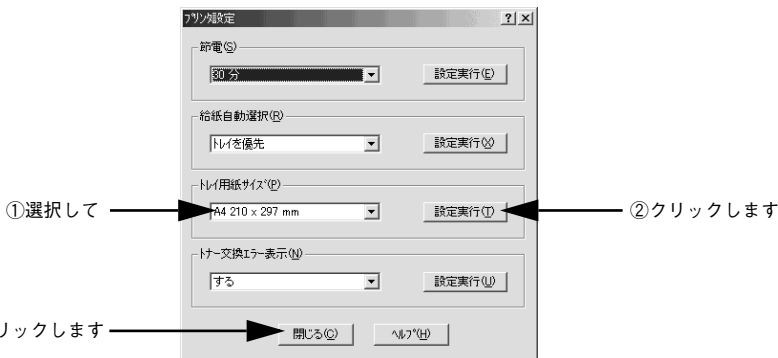 プリンタ設定
節電(S)
30 分
設定実行(E)
給紙自動選択(R)
トレイを優先
設定実行(X)
トレイ用紙サイズ(P)
①選択して
A4 210 x 297 mm
設定実行(T)
②クリックします
トナー交換エラー表示(N)
する
設定実行(U)
リックします
閉じる(C)
ヘルプ(H)